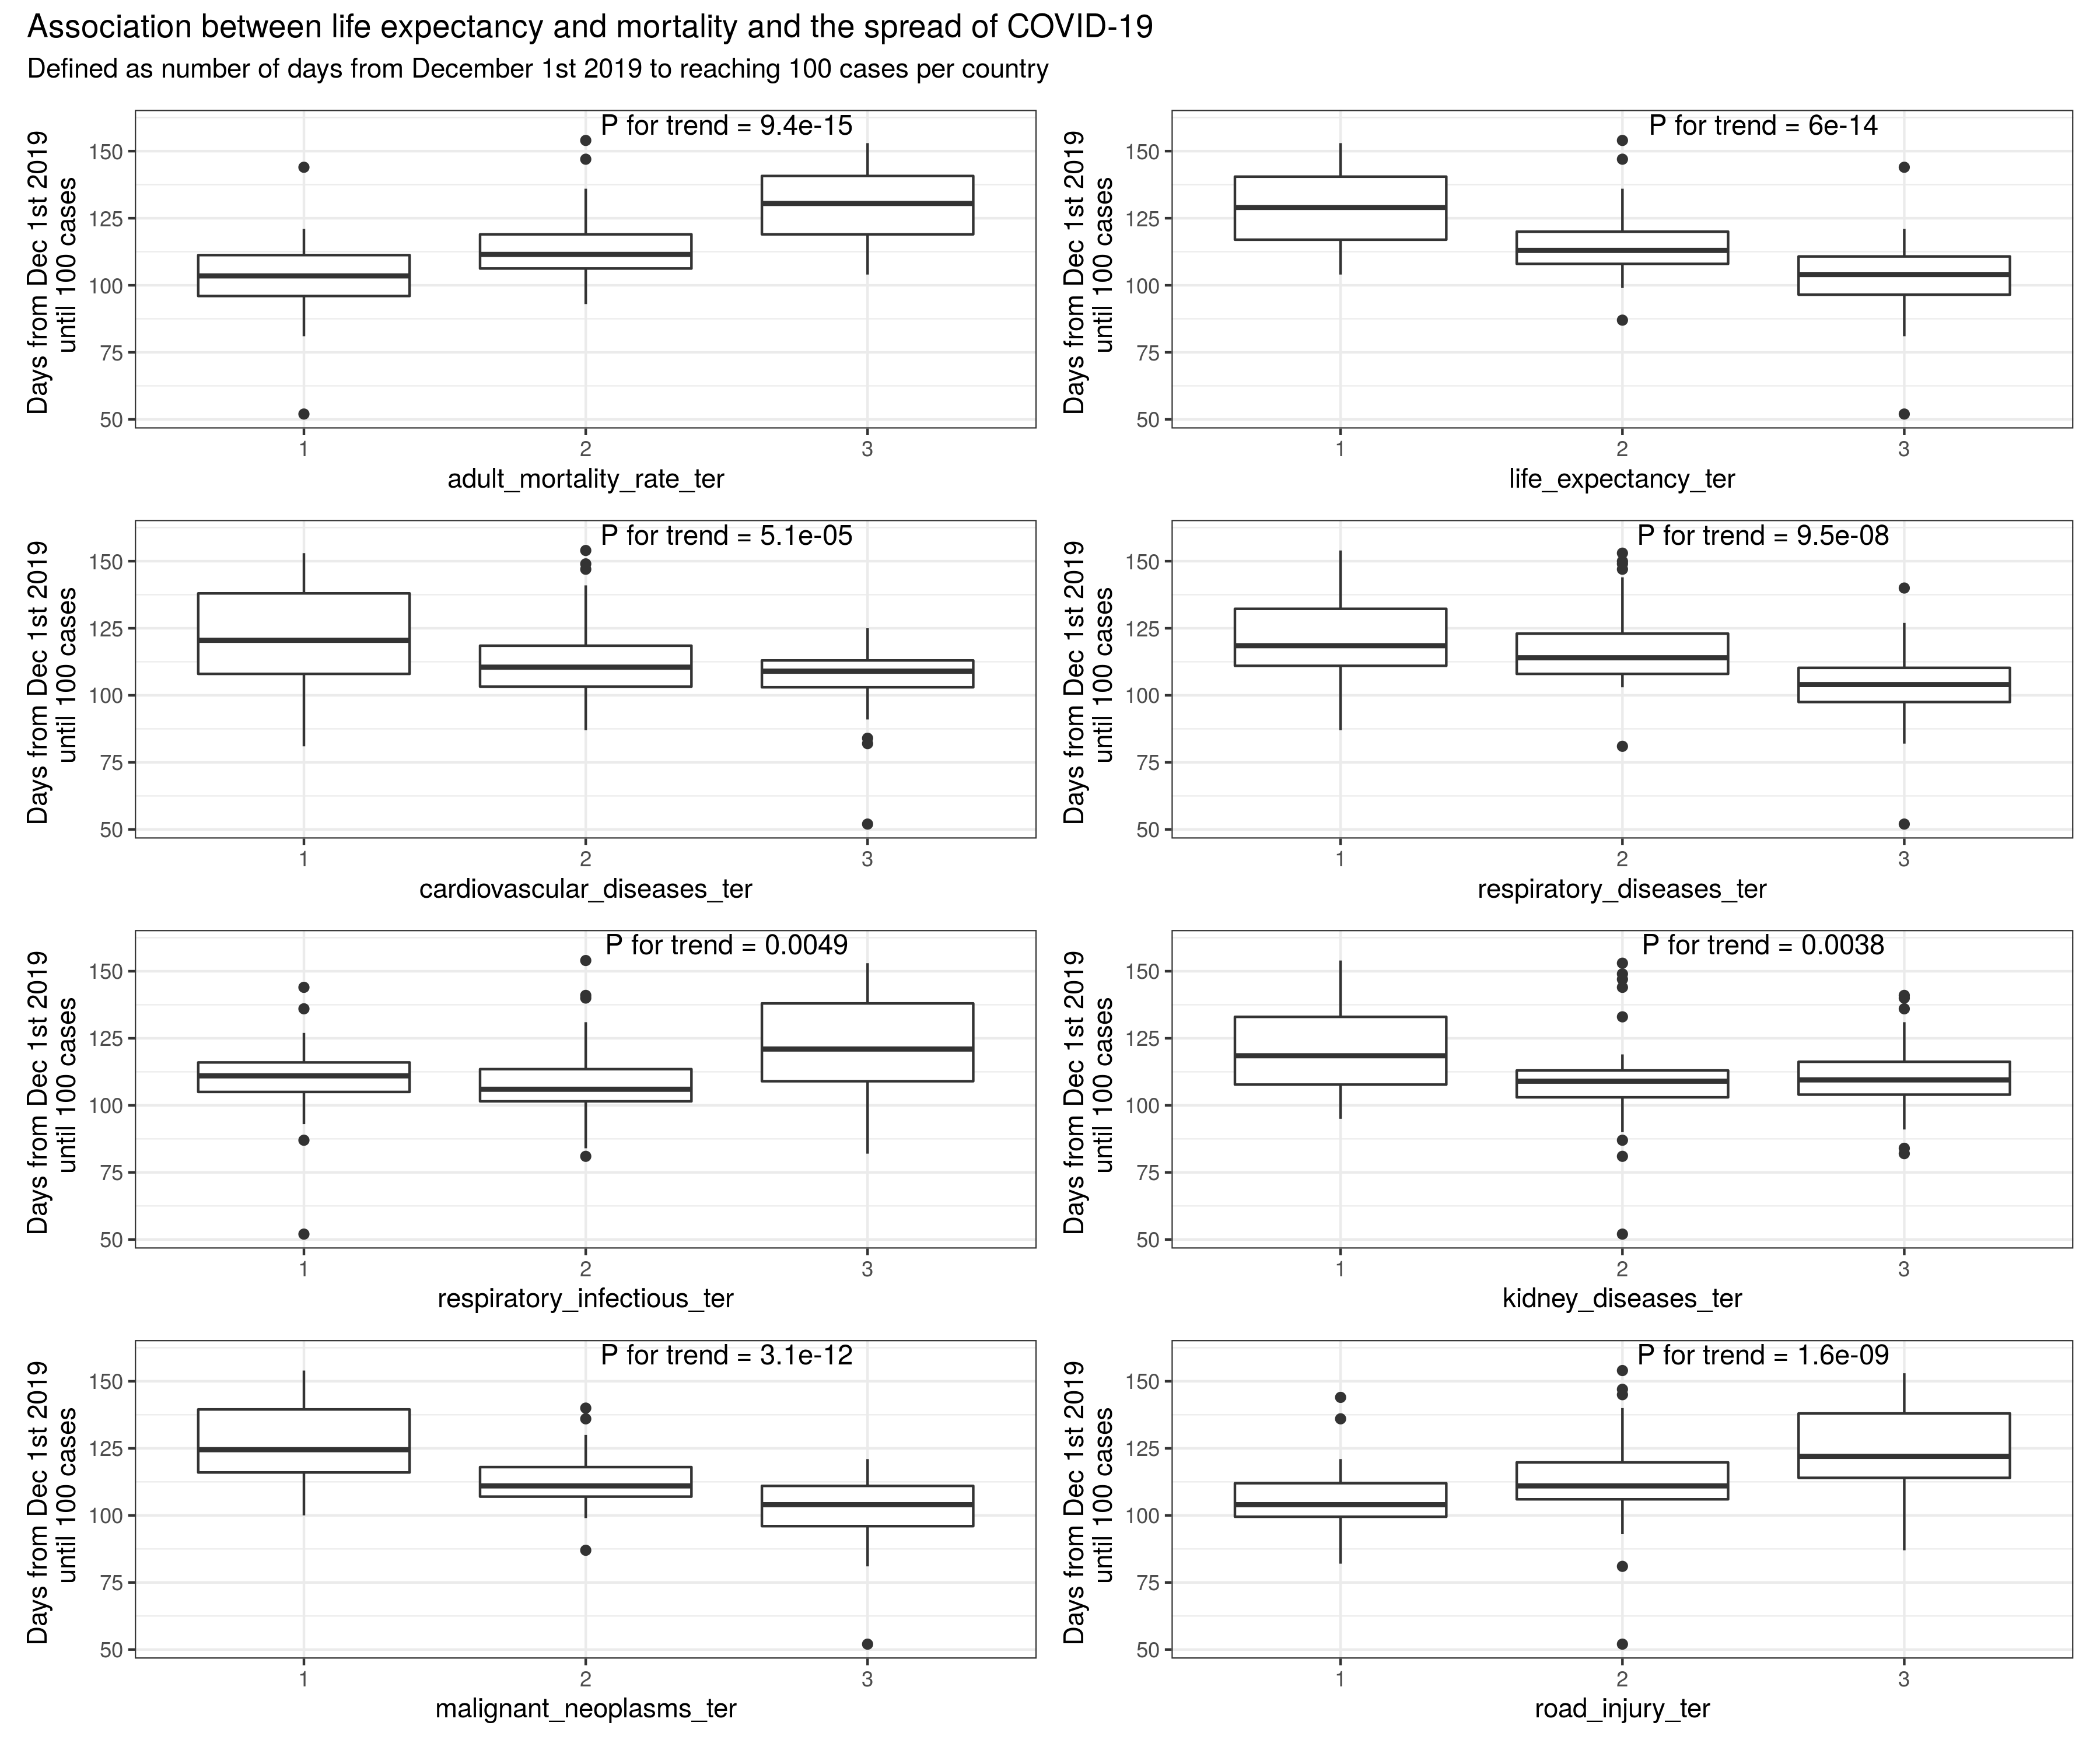 Association between life expectancy and mortality and the spread of COVID-19
Defined as number of days from December 1st 2019 to reaching 100 cases per country
Days from Dec 1st 2019
until 100 cases
150
125
100
75
50
P for trend = 9.4e-15
1 2 3
adult_mortality_rate_ter
Days from Dec 1st 2019
until 100 cases
150
125
100
75
50
P for trend = 6e-14
1 2 3
life_expectancy_ter
Days from Dec 1st 2019
until 100 cases
150
125
100
75
50
P for trend = 5.1e-05
1 2 3
cardiovascular_diseases_ter
Days from Dec 1st 2019
until 100 cases
150
125
100
75
50
P for trend = 9.5e-08
1 2 3
respiratory_diseases_ter
Days from Dec 1st 2019
until 100 cases
150
125
100
75
50
P for trend = 0.0049
1 2 3
respiratory_infectious_ter
Days from Dec 1st 2019
until 100 cases
150
125
100
75
50
P for trend = 0.0038
1 2 3
kidney_diseases_ter
Days from Dec 1st 2019
until 100 cases
150
125
100
75
50
P for trend = 3.1e-12
1 2 3
malignant_neoplasms_ter
Days from Dec 1st 2019
until 100 cases
150
125
100
75
50
P for trend = 1.6e-09
1 2 3
road_injury_ter